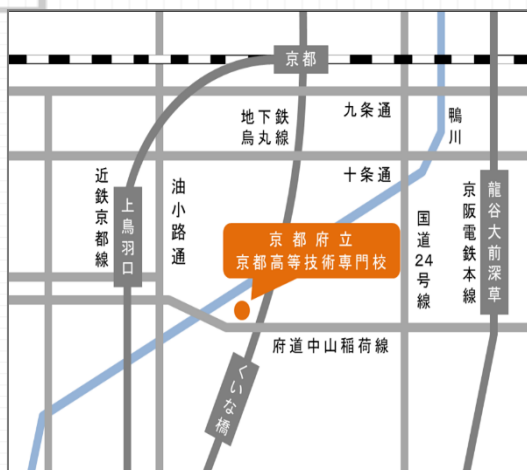 京都
地下鉄
烏丸線
九条通
鴨川
十条通
近鉄京都線
上鳥羽口
油小路通
京都府立
京都高等技術専門校
国道24号線
京阪電鉄本線
龍谷大前深草
府道中山稲荷線
くいな橋